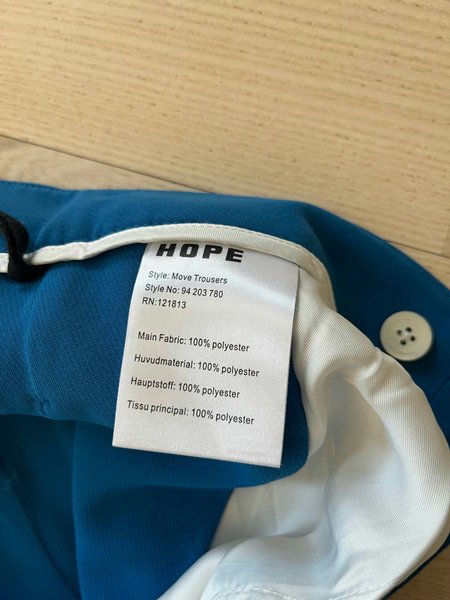 HOPE
Style: Move Trousers
Style No: 94 203 780
RN:121813
Main Fabric: 100% polyester
Huvudmaterial: 100% polyester
Hauptstoff: 100% polyester
Tissu principal: 100% polyester